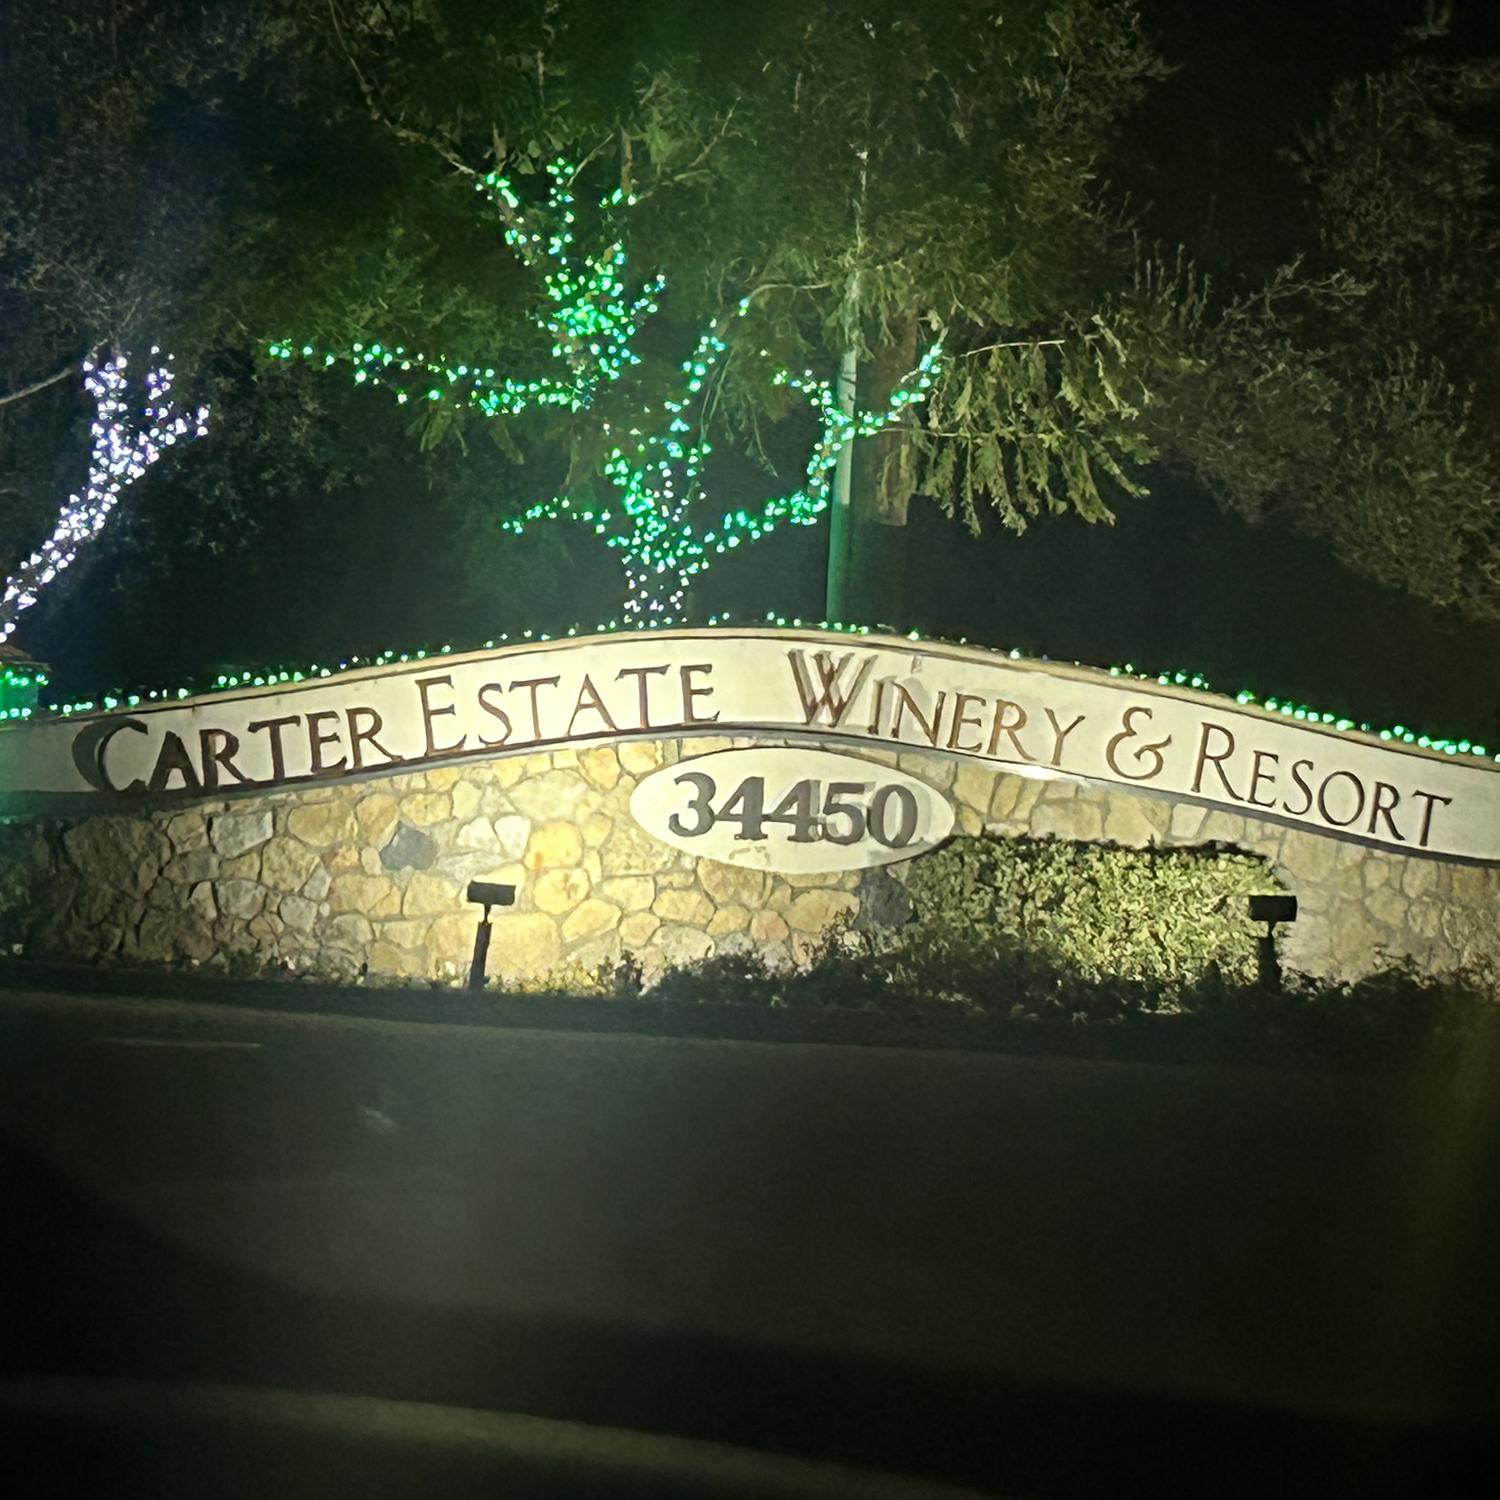 CARTER ESTATE WINERY & RESORT
34450